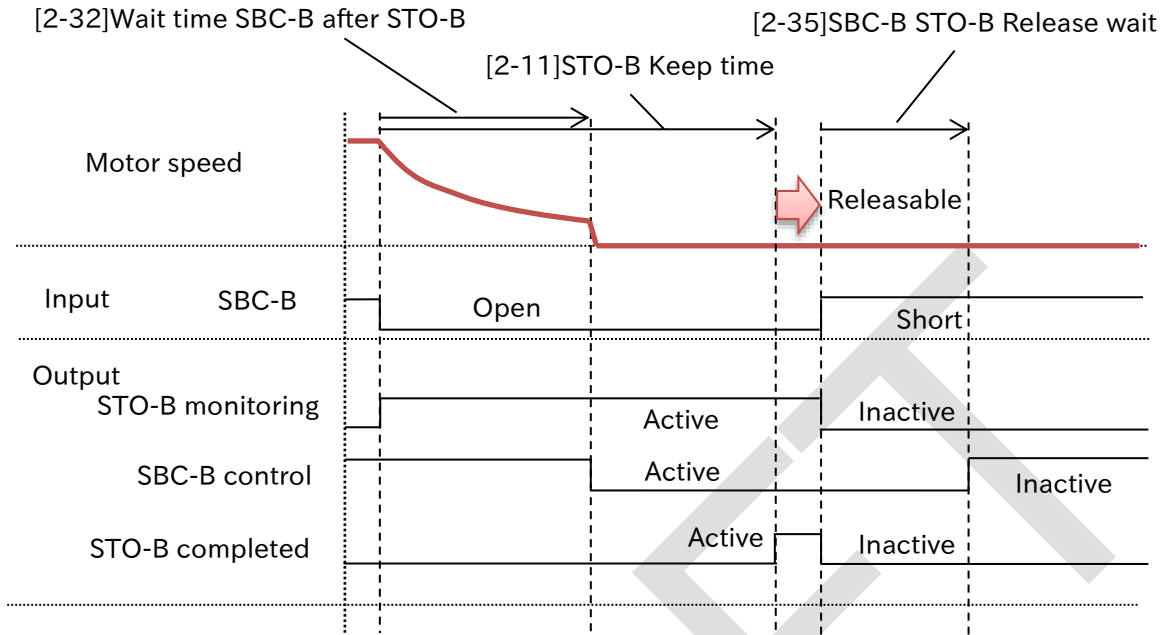 [2-32]Wait time SBC-B after STO-B
[2-35]SBC-B STO-B Release wait
[2-11]STO-B Keep time
Motor speed
Releasable
Input SBC-B Open
Short
Output
STO-B monitoring Active Inactive
SBC-B control Active Inactive
STO-B completed Active Inactive